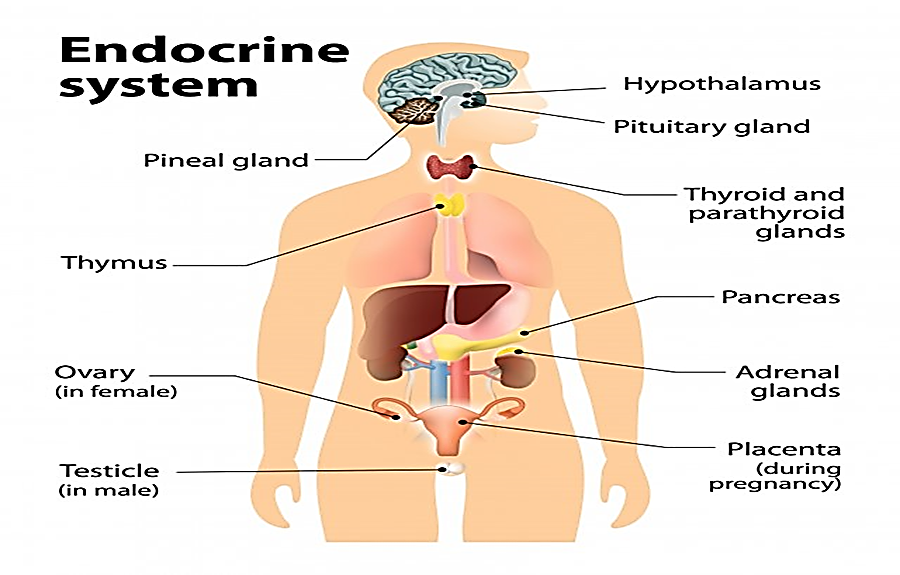 Endocrine
system
Hypothalamus
Pituitary gland
Pineal gland
Thyroid and
parathyroid
glands
Thymus
Pancreas
Ovary
(in female)
Adrenal
glands
Placenta
(during
pregnancy)
Testicle
(in male)